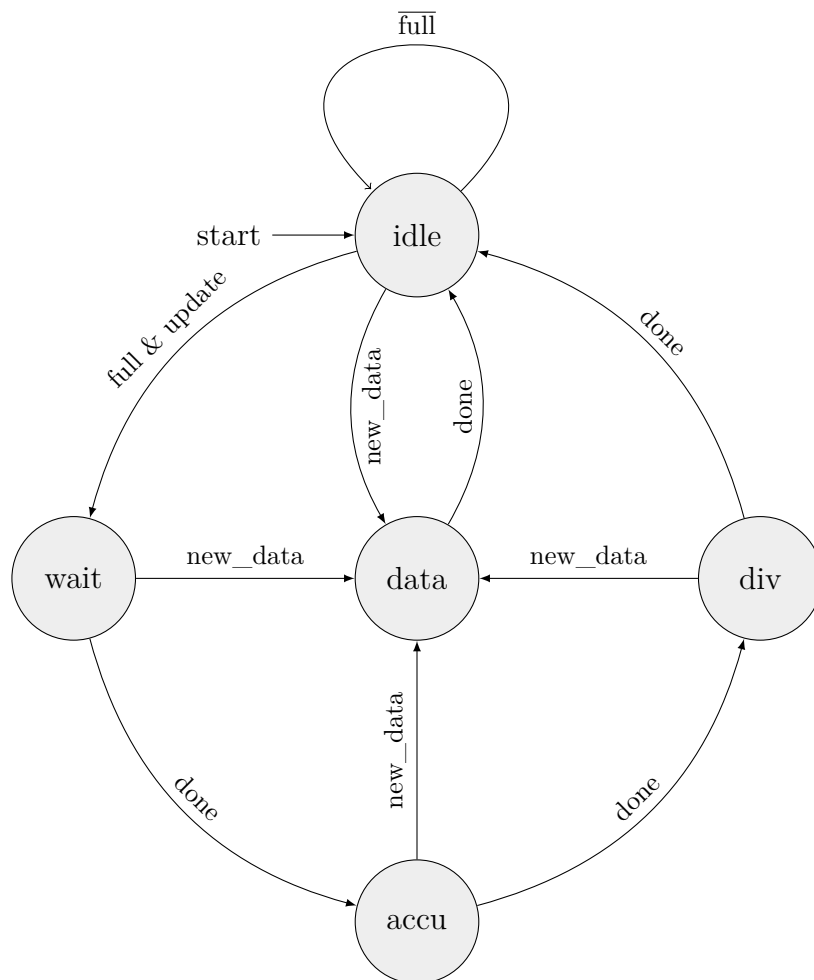 full
start
idle
full & update
new_data
done
done
wait
new_data
data
new_data
div
done
new_data
done
accu